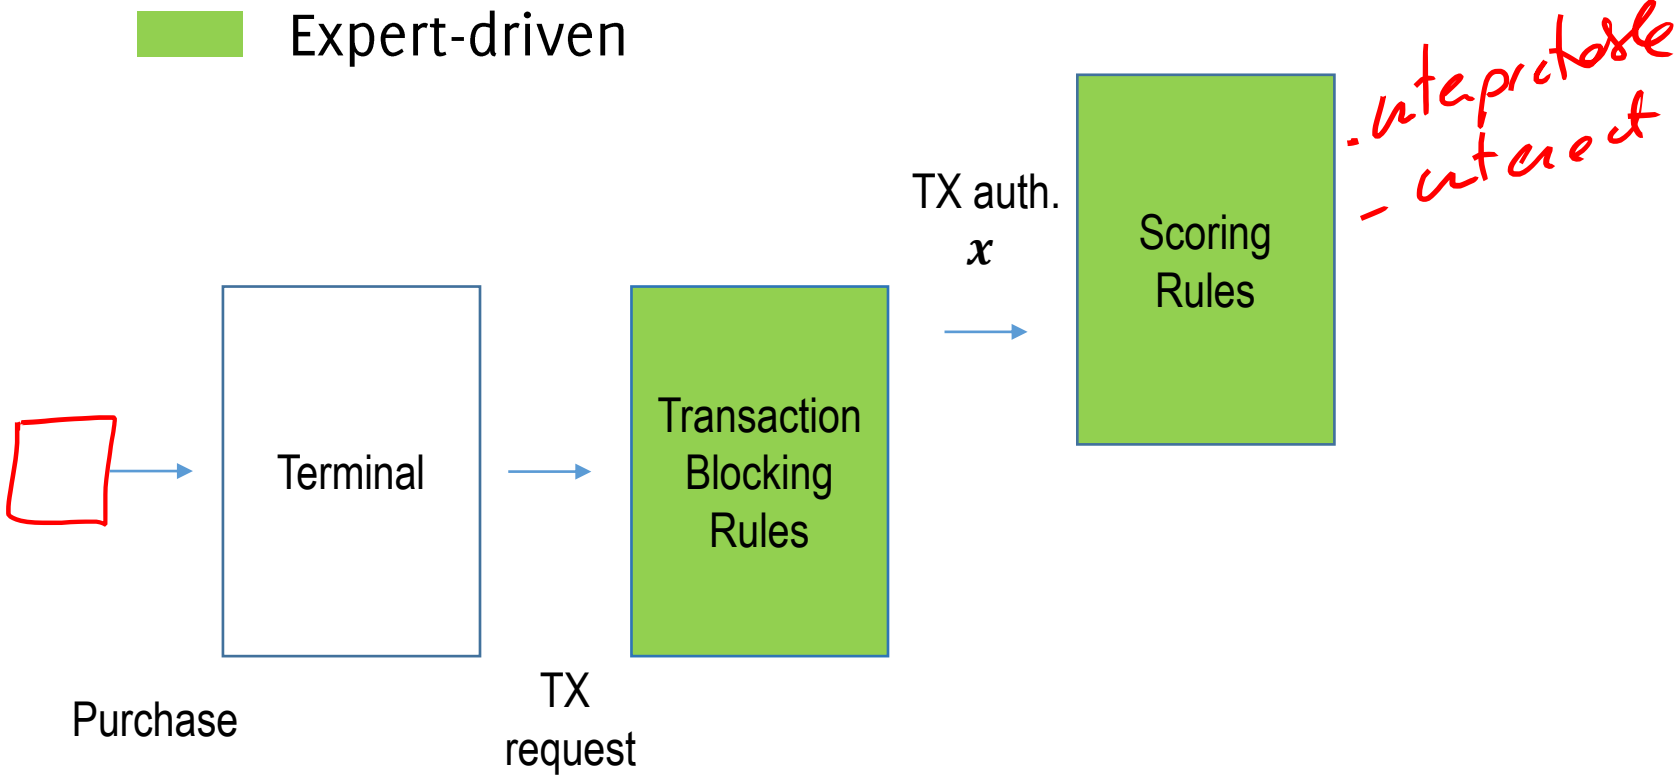 Expert-driven
TX auth.
x
Scoring
Rules
Transaction
Blocking
Rules
Terminal
TX
request
Purchase